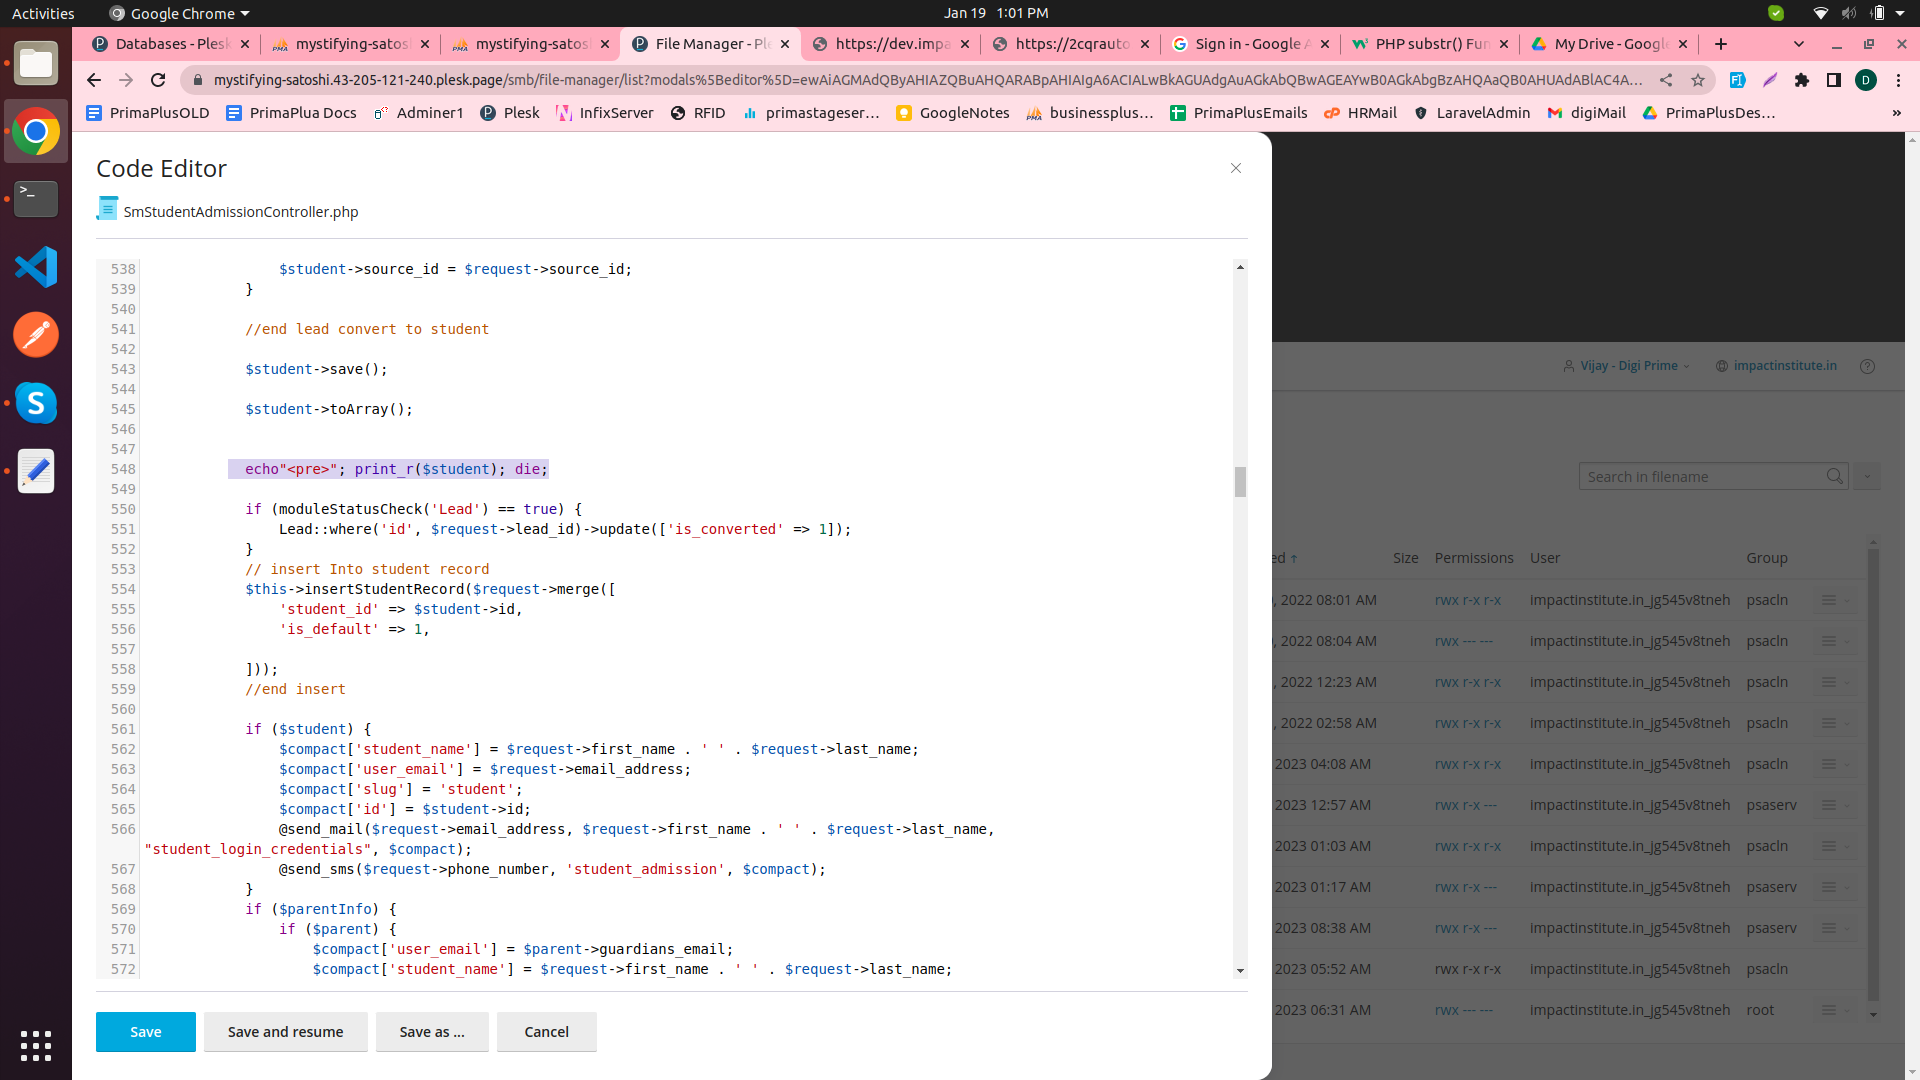 Activities
Google Chrome
Jan 19 1:01 PM
Databases - Plesk
mystifying-satos
mystifying-satos
File Manager - Ple
https://dev.impa
https://2cqrauto
Sign in - Google A
PHP substr() Fun
My Drive - Google
mystifying-satoshi.43-205-121-240.plesk.page/smb/file-manager/list?modals%5Beditor%5D=ewAiAGMAdQByAHIAZQBuAHQARABpAHIAIgA6ACIALwBkAGUAdgAuAGkAbQBwAGEAYwB0AGkAbgBzAHQAaQB0AHUAdABlAC4A...
D
PrimaPlusOLD
PrimaPlua Docs
Adminer1
Plesk
InfixServer
RFID
primastageser...
GoogleNotes
businessplus...
PrimaPlusEmails
HRMail
LaravelAdmin
digiMail
PrimaPlusDes...
»
Code Editor
SmStudentAdmissionController.php
538 $student->source_id = $request->source_id;
539 }
540
541 //end lead convert to student
542
543 $student->save();
544
545 $student->toArray();
546
547
548 echo"<pre>"; print_r($student); die;
549
550 if (moduleStatusCheck('Lead') == true) {
551 Lead::where('id', $request->lead_id)->update(['is_converted' => 1]);
552 }
553 // insert Into student record
554 $this->insertStudentRecord($request->merge([
555 'student_id' => $student->id,
556 'is_default' => 1,
557
558 ]));
559 //end insert
560
561 if ($student) {
562 $compact['student_name'] = $request->first_name . ' ' . $request->last_name;
563 $compact['user_email'] = $request->email_address;
564 $compact['slug'] = 'student';
565 $compact['id'] = $student->id;
566 @send_mail($request->email_address, $request->first_name . ' ' . $request->last_name,
"student_login_credentials", $compact);
567 @send_sms($request->phone_number, 'student_admission', $compact);
568 }
569 if ($parentInfo) {
570 if ($parent) {
571 $compact['user_email'] = $parent->guardians_email;
572 $compact['student_name'] = $request->first_name . ' ' . $request->last_name;
Save
Save and resume
Save as ...
Cancel
Vijay - Digi Prime
impactinstitute.in
Search in filename
ed ↑ Size Permissions User Group
, 2022 08:01 AM rwx r-x r-x impactinstitute.in_jg545v8tneh psacln
, 2022 08:04 AM rwx --- --- impactinstitute.in_jg545v8tneh psacln
, 2022 12:23 AM rwx r-x r-x impactinstitute.in_jg545v8tneh psacln
, 2022 02:58 AM rwx r-x r-x impactinstitute.in_jg545v8tneh psacln
2023 04:08 AM rwx r-x r-x impactinstitute.in_jg545v8tneh psacln
2023 12:57 AM rwx r-x --- impactinstitute.in_jg545v8tneh psaserv
2023 01:03 AM rwx r-x r-x impactinstitute.in_jg545v8tneh psacln
2023 01:17 AM rwx r-x --- impactinstitute.in_jg545v8tneh psaserv
2023 08:38 AM rwx r-x --- impactinstitute.in_jg545v8tneh psaserv
2023 05:52 AM rwx r-x r-x impactinstitute.in_jg545v8tneh psacln
2023 06:31 AM rwx --- --- impactinstitute.in_jg545v8tneh root